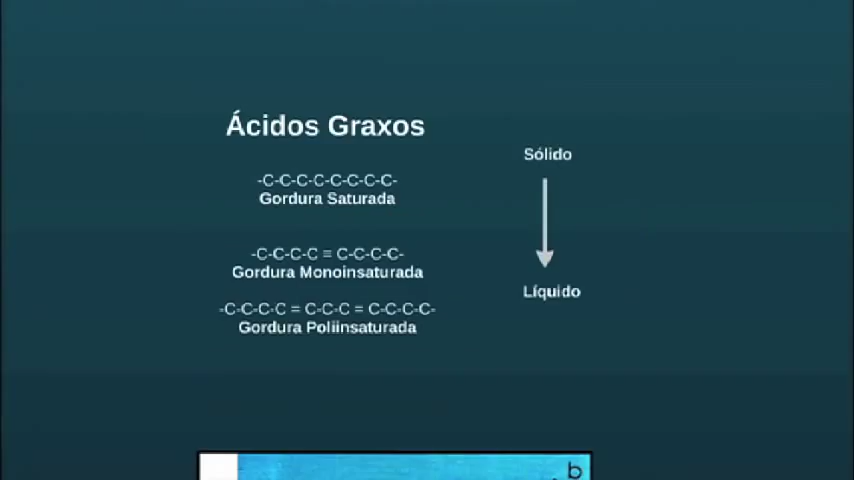 Ácidos Graxos
Sólido
-C-C-C-C-C-C-C-C-
Gordura Saturada
-C-C-C-C = C-C-C-C-
Gordura Monoinsaturada
Líquido
-C-C-C-C = C-C-C = C-C-C-C-
Gordura Poliinsaturada
b